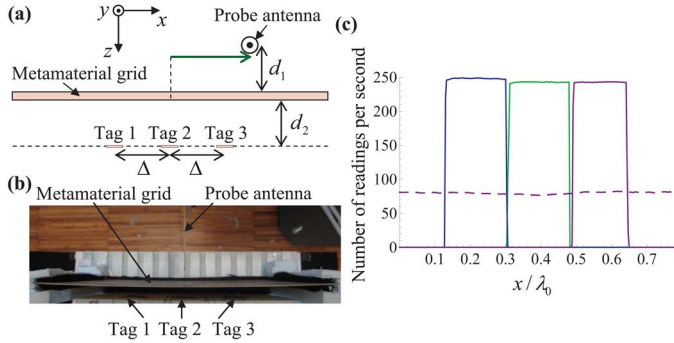 (a)
y
x
z
Probe antenna
d₁
Metamaterial grid
d₂
Tag 1 Tag 2 Tag 3
Δ Δ
(b)
Metamaterial grid Probe antenna
Tag 1 Tag 2 Tag 3
(c)
Number of readings per second
250
200
150
100
50
0
0.1 0.2 0.3 0.4 0.5 0.6 0.7
x / λ₀